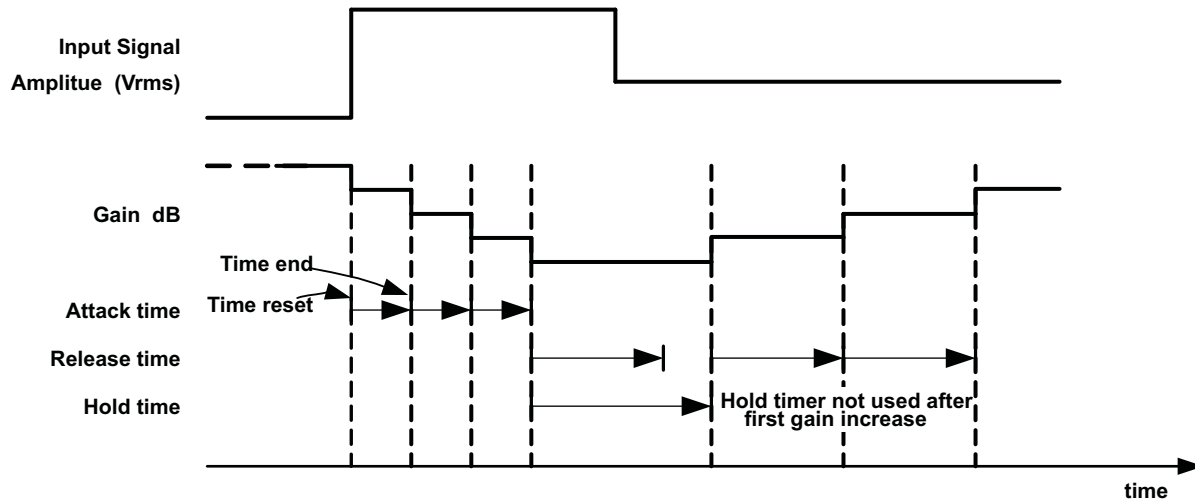 Input Signal
Amplitue (Vrms)
Gain dB
Time end
Time reset
Attack time
Release time
Hold time
Hold timer not used after
first gain increase
time